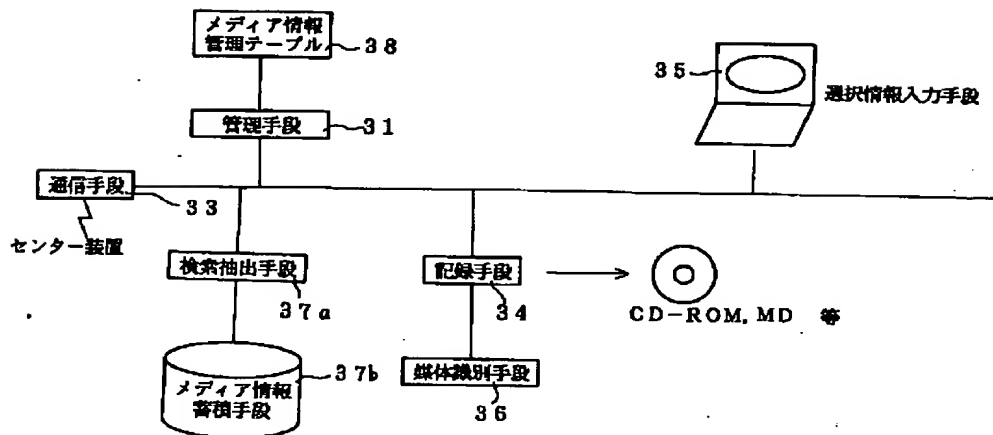 メディア情報
管理テーブル
38
35
選択情報入力手段
管理手段
31
通信手段
33
センター装置
検索抽出手段
37a
記録手段
34
CD-ROM, MD 等
メディア情報
蓄積手段
37b
媒体識別手段
36